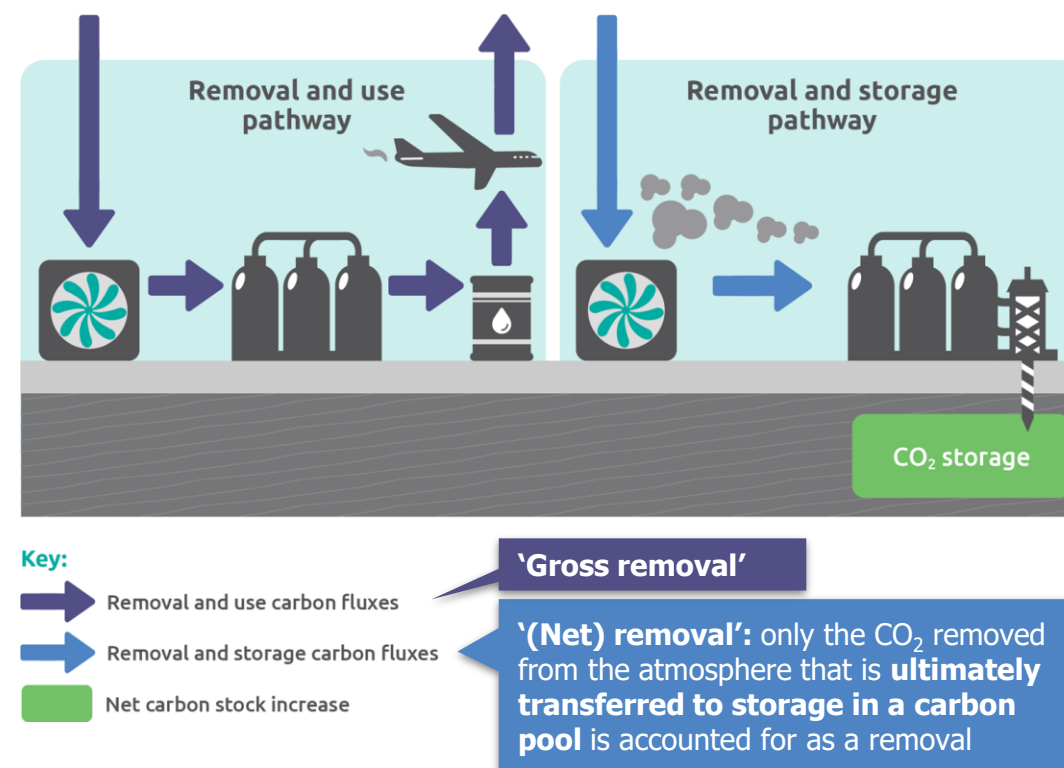 Removal and use
pathway
Removal and storage
pathway
CO₂ storage
Key:
Removal and use carbon fluxes
Removal and storage carbon fluxes
Net carbon stock increase
‘Gross removal’
‘(Net) removal’: only the CO₂ removed
from the atmosphere that is ultimately
transferred to storage in a carbon
pool is accounted for as a removal